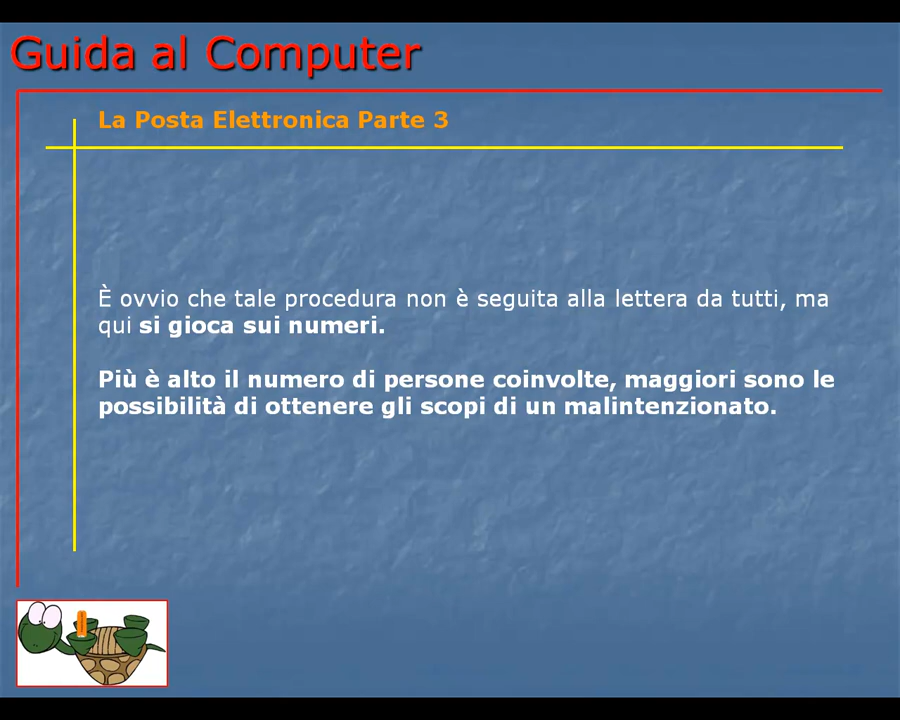 Guida al Computer
La Posta Elettronica Parte 3
È ovvio che tale procedura non è seguita alla lettera da tutti, ma
qui si gioca sui numeri.
Più è alto il numero di persone coinvolte, maggiori sono le
possibilità di ottenere gli scopi di un malintenzionato.